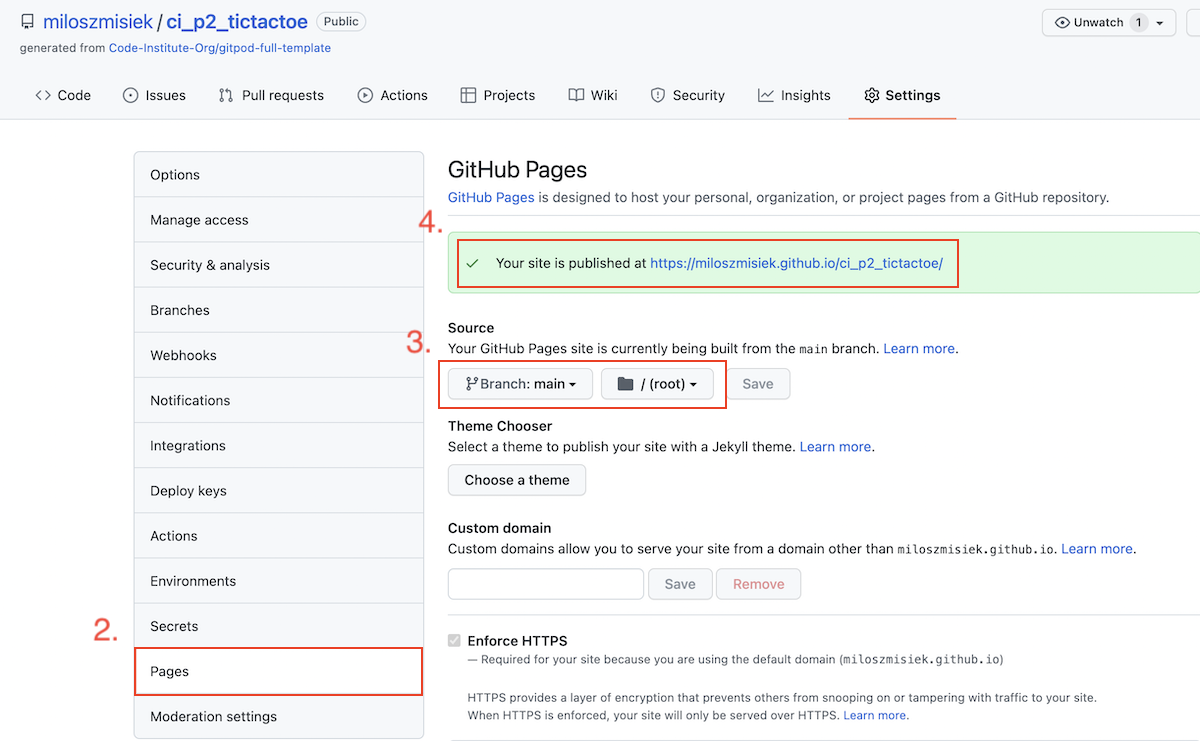 miloszmisiek / ci_p2_tictactoe Public
Unwatch 1
generated from Code-Institute-Org/gitpod-full-template
Code Issues Pull requests Actions Projects Wiki Security Insights Settings
Options
Manage access
Security & analysis
Branches
Webhooks
Notifications
Integrations
Deploy keys
Actions
Environments
Secrets
2.
Pages
Moderation settings
GitHub Pages
GitHub Pages is designed to host your personal, organization, or project pages from a GitHub repository.
4.
Your site is published at https://miloszmisiek.github.io/ci_p2_tictactoe/
Source
3.
Your GitHub Pages site is currently being built from the main branch. Learn more.
Branch: main / (root) Save
Theme Chooser
Select a theme to publish your site with a Jekyll theme. Learn more.
Choose a theme
Custom domain
Custom domains allow you to serve your site from a domain other than miloszmisiek.github.io. Learn more.
Save Remove
Enforce HTTPS
— Required for your site because you are using the default domain (miloszmisiek.github.io)
HTTPS provides a layer of encryption that prevents others from snooping on or tampering with traffic to your site.
When HTTPS is enforced, your site will only be served over HTTPS. Learn more.